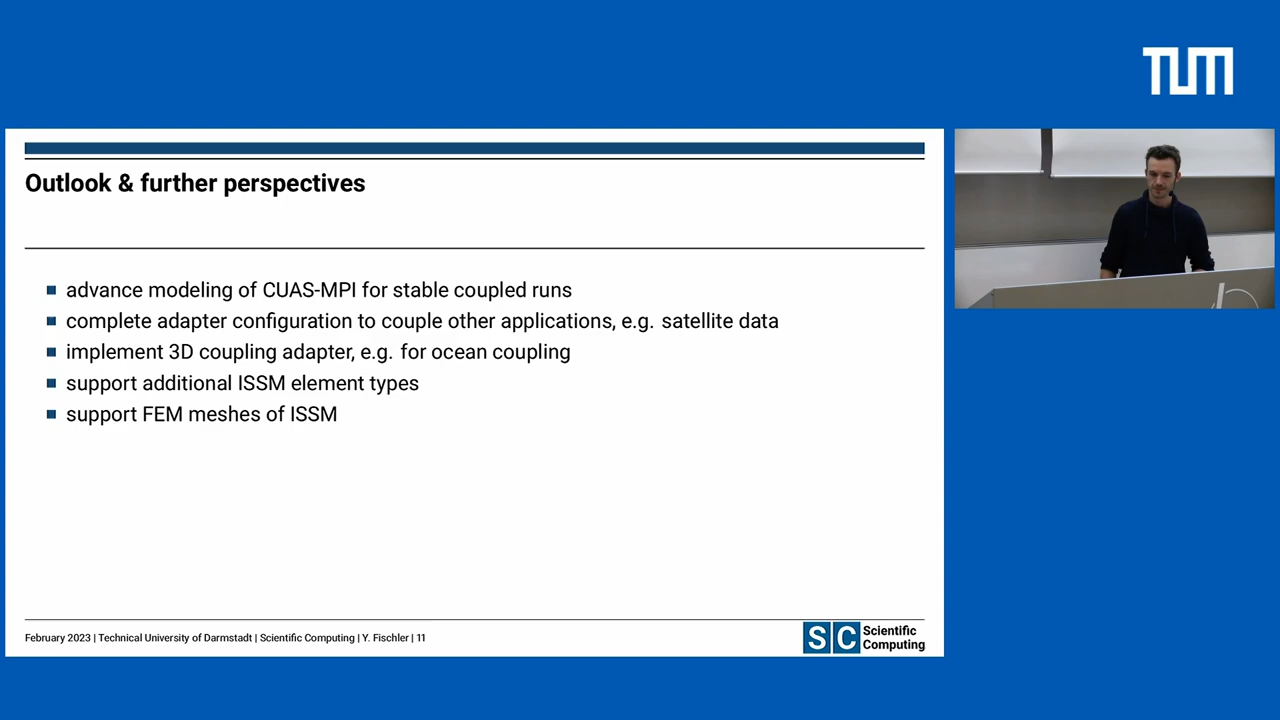 TUM
Outlook & further perspectives
advance modeling of CUAS-MPI for stable coupled runs
complete adapter configuration to couple other applications, e.g. satellite data
implement 3D coupling adapter, e.g. for ocean coupling
support additional ISSM element types
support FEM meshes of ISSM
February 2023 | Technical University of Darmstadt | Scientific Computing | Y. Fischler | 11
SC Scientific
Computing